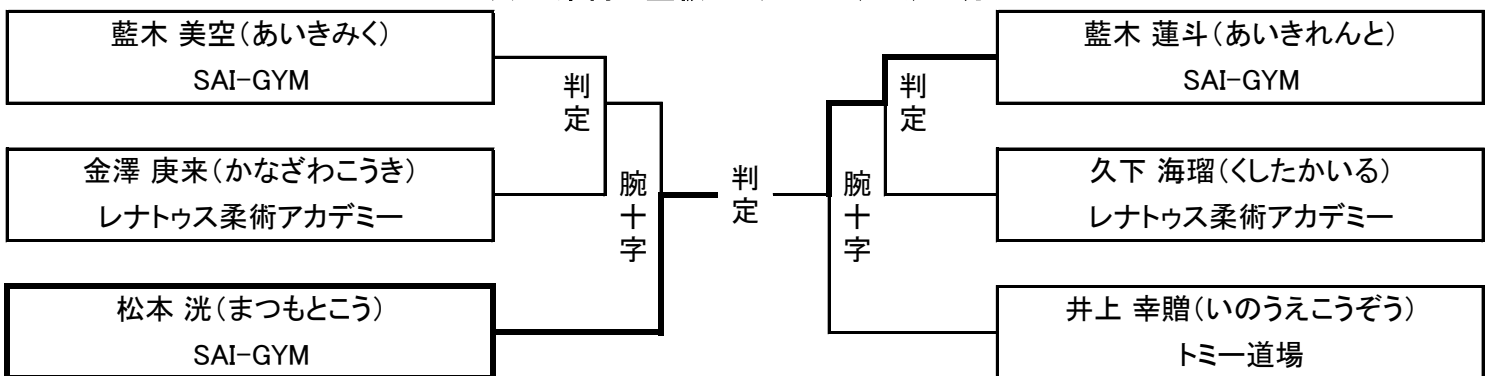 藍木 美空(あいきみく)
SAI-GYM
金澤 庚来(かなざわこうき)
レナトゥス柔術アカデミー
松本 洸(まつもとこう)
SAI-GYM
判定
腕十字
判定
腕十字
判定
藍木 蓮斗(あいきれんと)
SAI-GYM
久下 海瑠(くしたかいる)
レナトゥス柔術アカデミー
井上 幸贈(いのうえこうぞう)
トミー道場